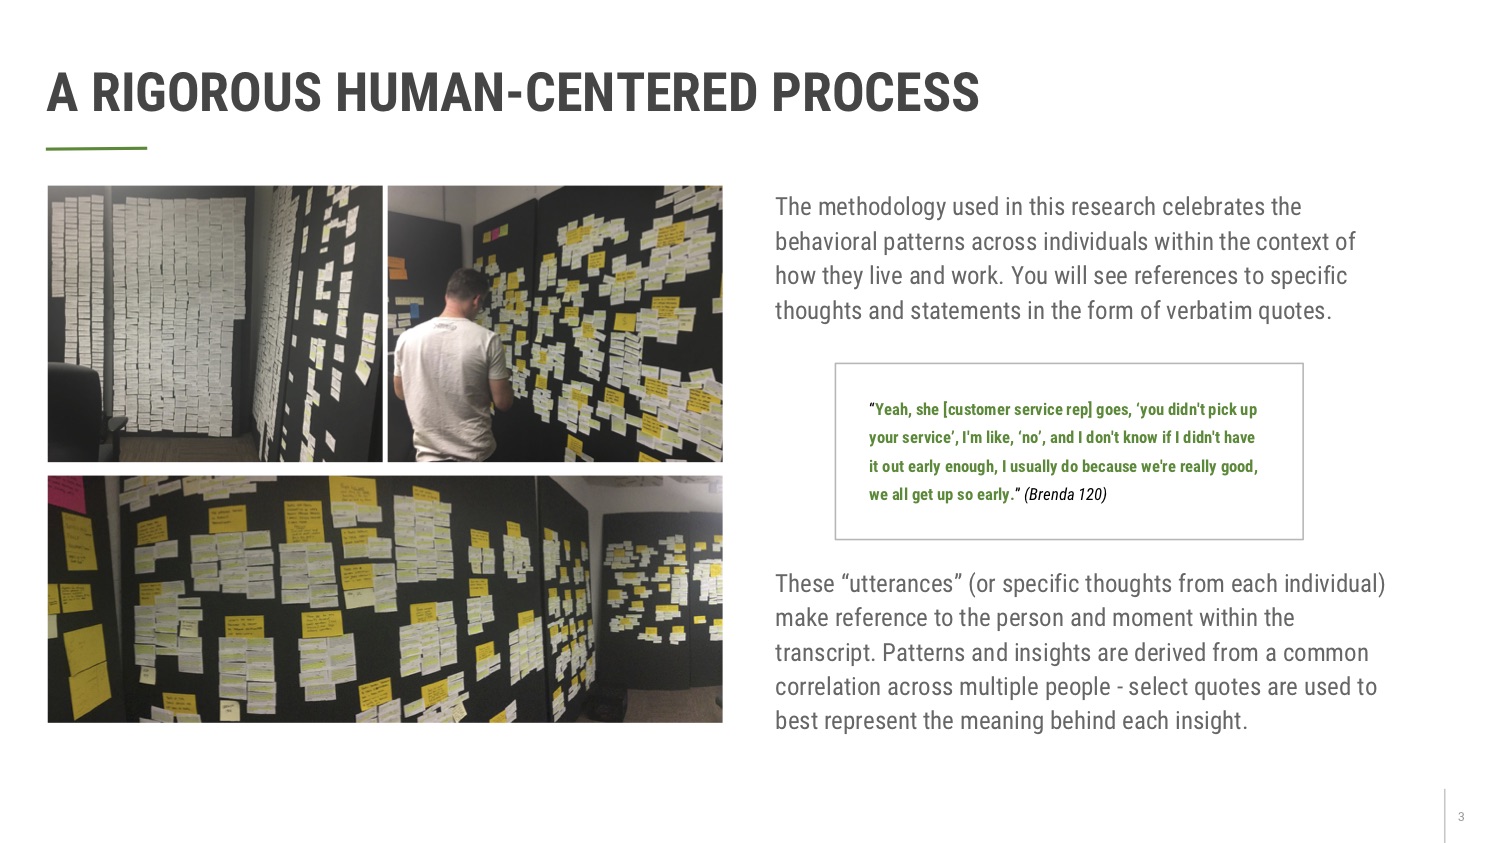 A RIGOROUS HUMAN-CENTERED PROCESS
The methodology used in this research celebrates the
behavioral patterns across individuals within the context of
how they live and work. You will see references to specific
thoughts and statements in the form of verbatim quotes.
“Yeah, she [customer service rep] goes, ‘you didn't pick up
your service’, I'm like, ‘no’, and I don't know if I didn't have
it out early enough, I usually do because we're really good,
we all get up so early.” (Brenda 120)
These “utterances” (or specific thoughts from each individual)
make reference to the person and moment within the
transcript. Patterns and insights are derived from a common
correlation across multiple people - select quotes are used to
best represent the meaning behind each insight.
3